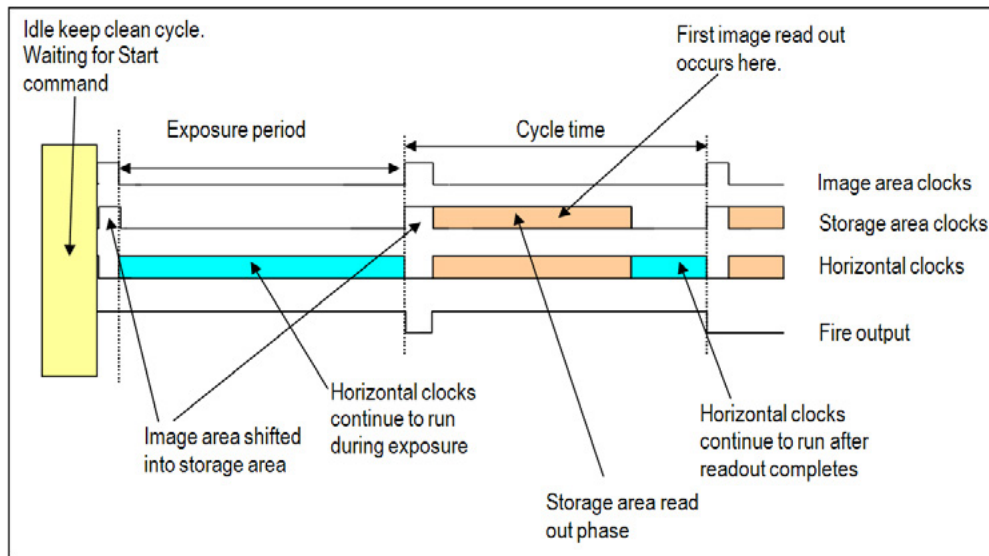 Idle keep clean cycle.
Waiting for Start
command
First image read out
occurs here.
Exposure period
Cycle time
Image area clocks
Storage area clocks
Horizontal clocks
Fire output
Image area shifted
into storage area
Horizontal clocks
continue to run
during exposure
Storage area read
out phase
Horizontal clocks
continue to run after
readout completes